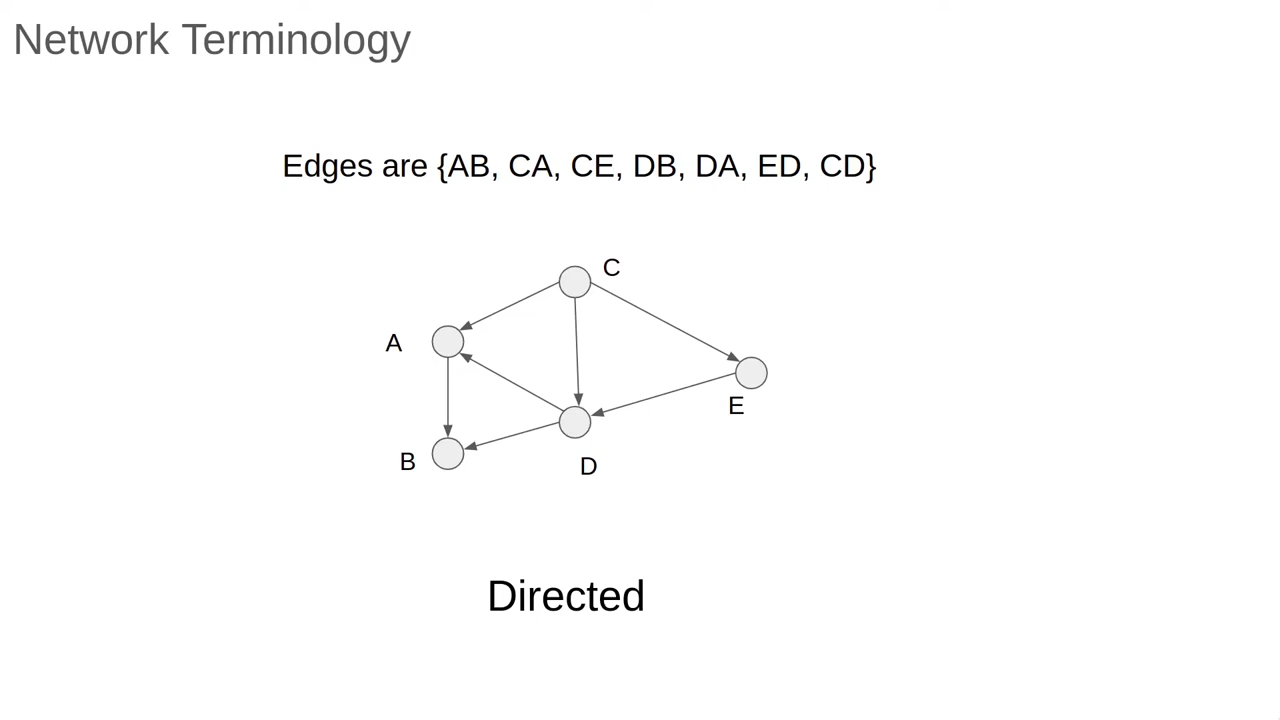 Network Terminology
Edges are {AB, CA, CE, DB, DA, ED, CD}
C
A
E
B
D
Directed